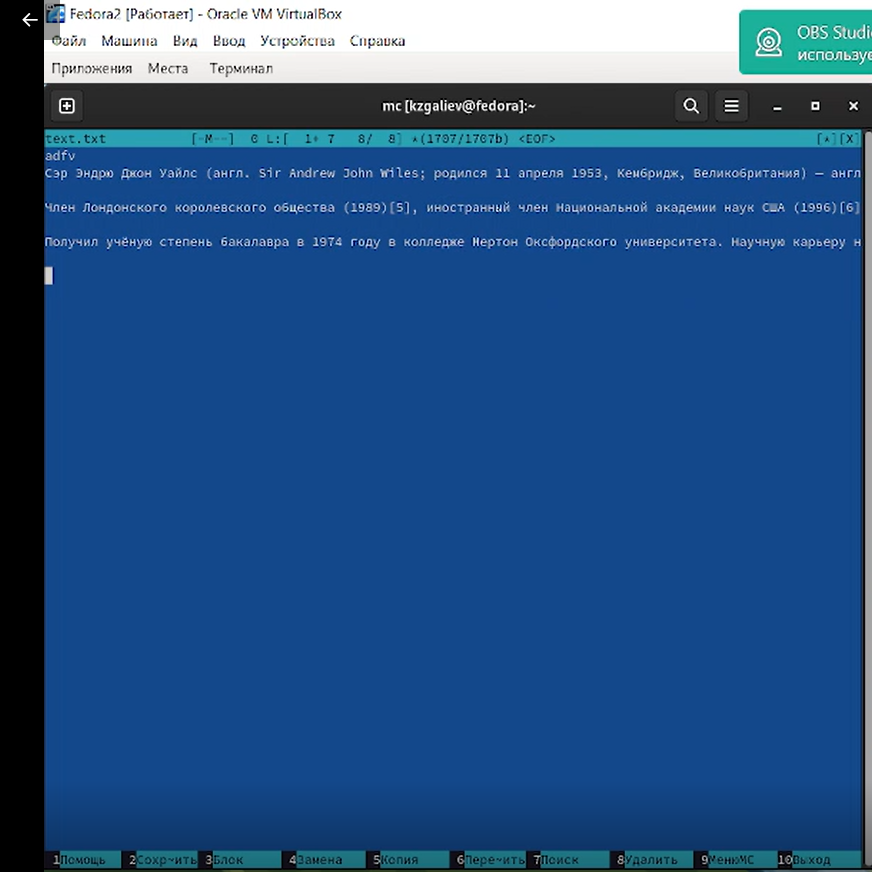 Fedora2 [Работает] - Oracle VM VirtualBox
Файл Машина Вид Ввод Устройства Справка
OBS Studi
используе
Приложения Места Терминал
mc [kzgaliev@fedora]:~
text.txt [-M--] 0 L:[ 1+ 7 8/ 8] *(1707/1707b) <EOF> [*][X]
adfv
Сэр Эндрю Джон Уайлс (англ. Sir Andrew John Wiles; родился 11 апреля 1953, Кембридж, Великобритания) — англ
Член Лондонского королевского общества (1989)[5], иностранный член Национальной академии наук США (1996)[6]
Получил учёную степень бакалавра в 1974 году в колледже Мертон Оксфордского университета. Научную карьеру н
1Помощь 2Сохр~ить 3Блок 4Замена 5Копия 6Пере~ить 7Поиск 8Удалить 9МенюMC 10Выход